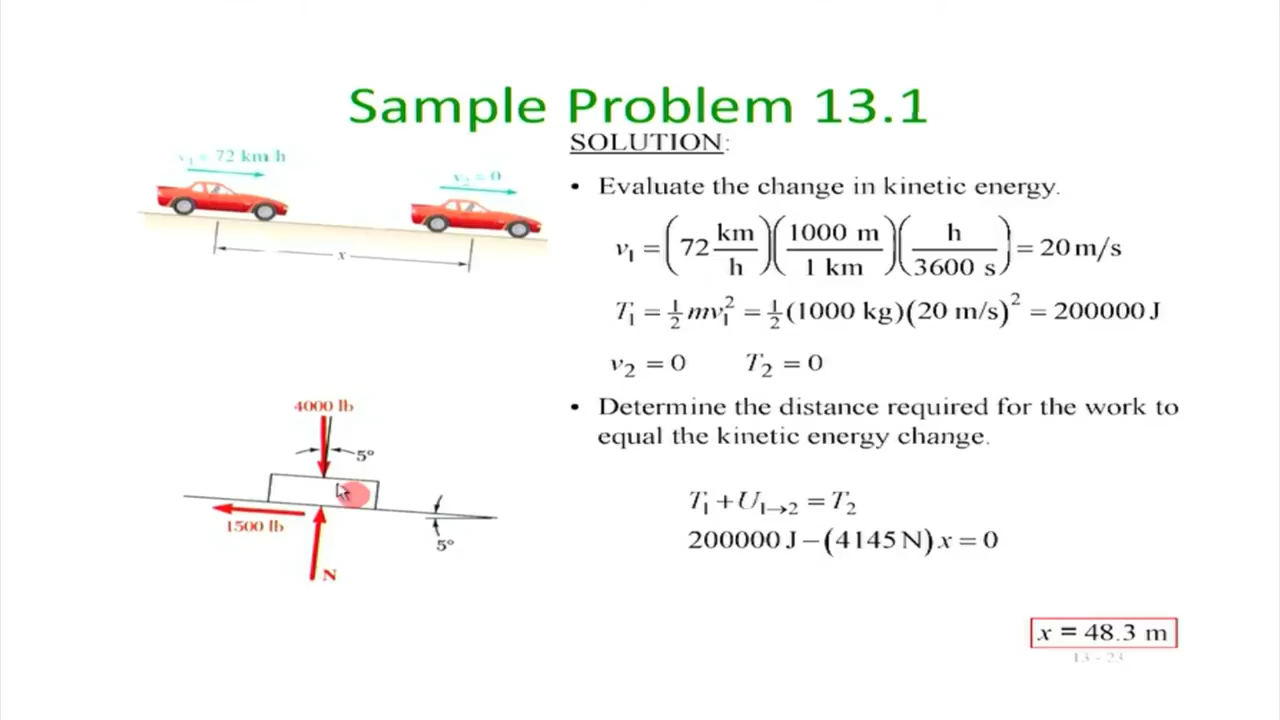 Sample Problem 13.1
SOLUTION:
v₁ = 72 km/h
v₂ = 0
x
• Evaluate the change in kinetic energy.
v₁ = (72 km/h)(1000 m/1 km)(h/3600 s) = 20 m/s
T₁ = ½mv₁² = ½(1000 kg)(20 m/s)² = 200000 J
v₂ = 0 T₂ = 0
• Determine the distance required for the work to
equal the kinetic energy change.
4000 lb
5°
1500 lb
5°
N
T₁ + U₁→₂ = T₂
200000 J − (4145 N)x = 0
x = 48.3 m
13 - 23